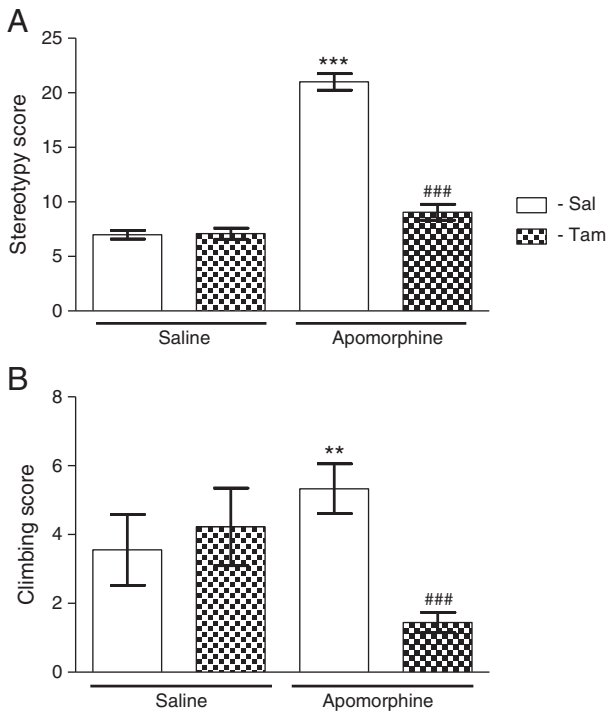 A
Stereotypy score
25
20
15
10
5
0
***
###
- Sal
- Tam
Saline
Apomorphine
B
Climbing score
8
6
4
2
0
**
###
Saline
Apomorphine